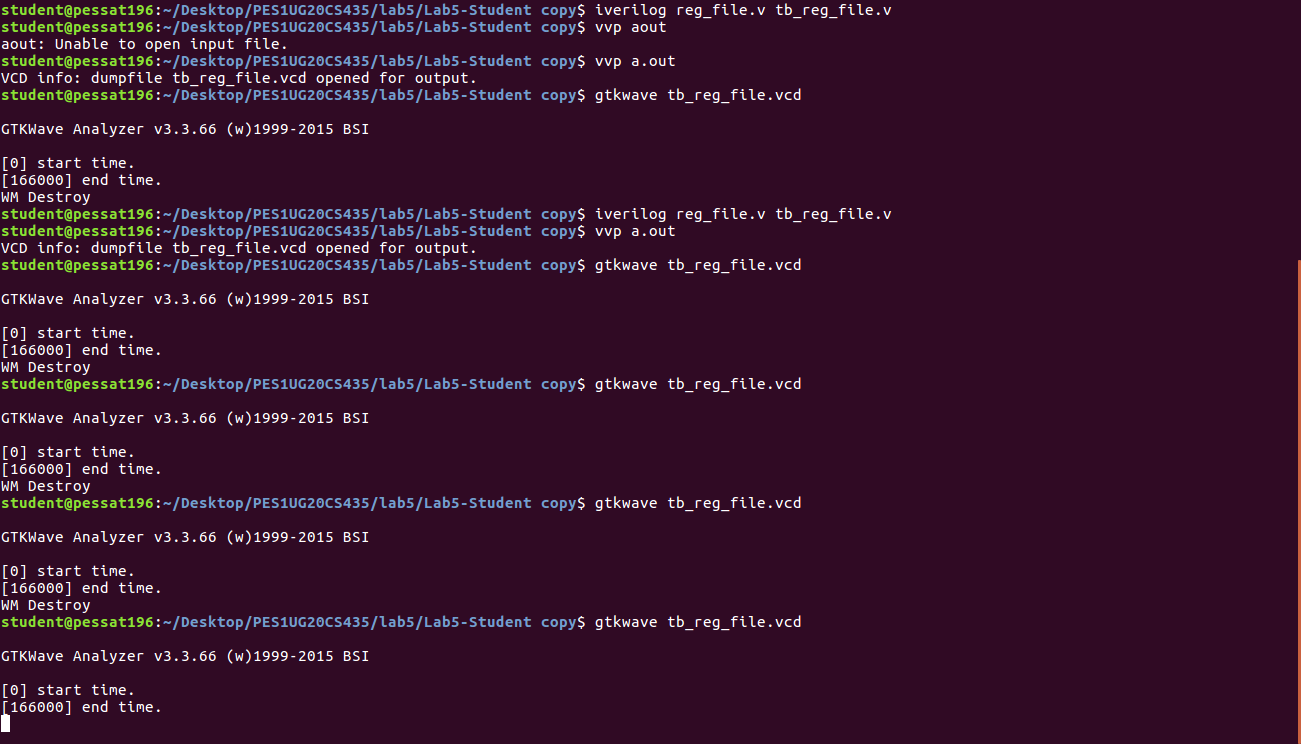 student@pessat196:~/Desktop/PES1UG20CS435/lab5/Lab5-Student copy$ iverilog reg_file.v tb_reg_file.v
student@pessat196:~/Desktop/PES1UG20CS435/lab5/Lab5-Student copy$ vvp aout
aout: Unable to open input file.
student@pessat196:~/Desktop/PES1UG20CS435/lab5/Lab5-Student copy$ vvp a.out
VCD info: dumpfile tb_reg_file.vcd opened for output.
student@pessat196:~/Desktop/PES1UG20CS435/lab5/Lab5-Student copy$ gtkwave tb_reg_file.vcd
GTKWave Analyzer v3.3.66 (w)1999-2015 BSI
[0] start time.
[166000] end time.
WM Destroy
student@pessat196:~/Desktop/PES1UG20CS435/lab5/Lab5-Student copy$ iverilog reg_file.v tb_reg_file.v
student@pessat196:~/Desktop/PES1UG20CS435/lab5/Lab5-Student copy$ vvp a.out
VCD info: dumpfile tb_reg_file.vcd opened for output.
student@pessat196:~/Desktop/PES1UG20CS435/lab5/Lab5-Student copy$ gtkwave tb_reg_file.vcd
GTKWave Analyzer v3.3.66 (w)1999-2015 BSI
[0] start time.
[166000] end time.
WM Destroy
student@pessat196:~/Desktop/PES1UG20CS435/lab5/Lab5-Student copy$ gtkwave tb_reg_file.vcd
GTKWave Analyzer v3.3.66 (w)1999-2015 BSI
[0] start time.
[166000] end time.
WM Destroy
student@pessat196:~/Desktop/PES1UG20CS435/lab5/Lab5-Student copy$ gtkwave tb_reg_file.vcd
GTKWave Analyzer v3.3.66 (w)1999-2015 BSI
[0] start time.
[166000] end time.
WM Destroy
student@pessat196:~/Desktop/PES1UG20CS435/lab5/Lab5-Student copy$ gtkwave tb_reg_file.vcd
GTKWave Analyzer v3.3.66 (w)1999-2015 BSI
[0] start time.
[166000] end time.